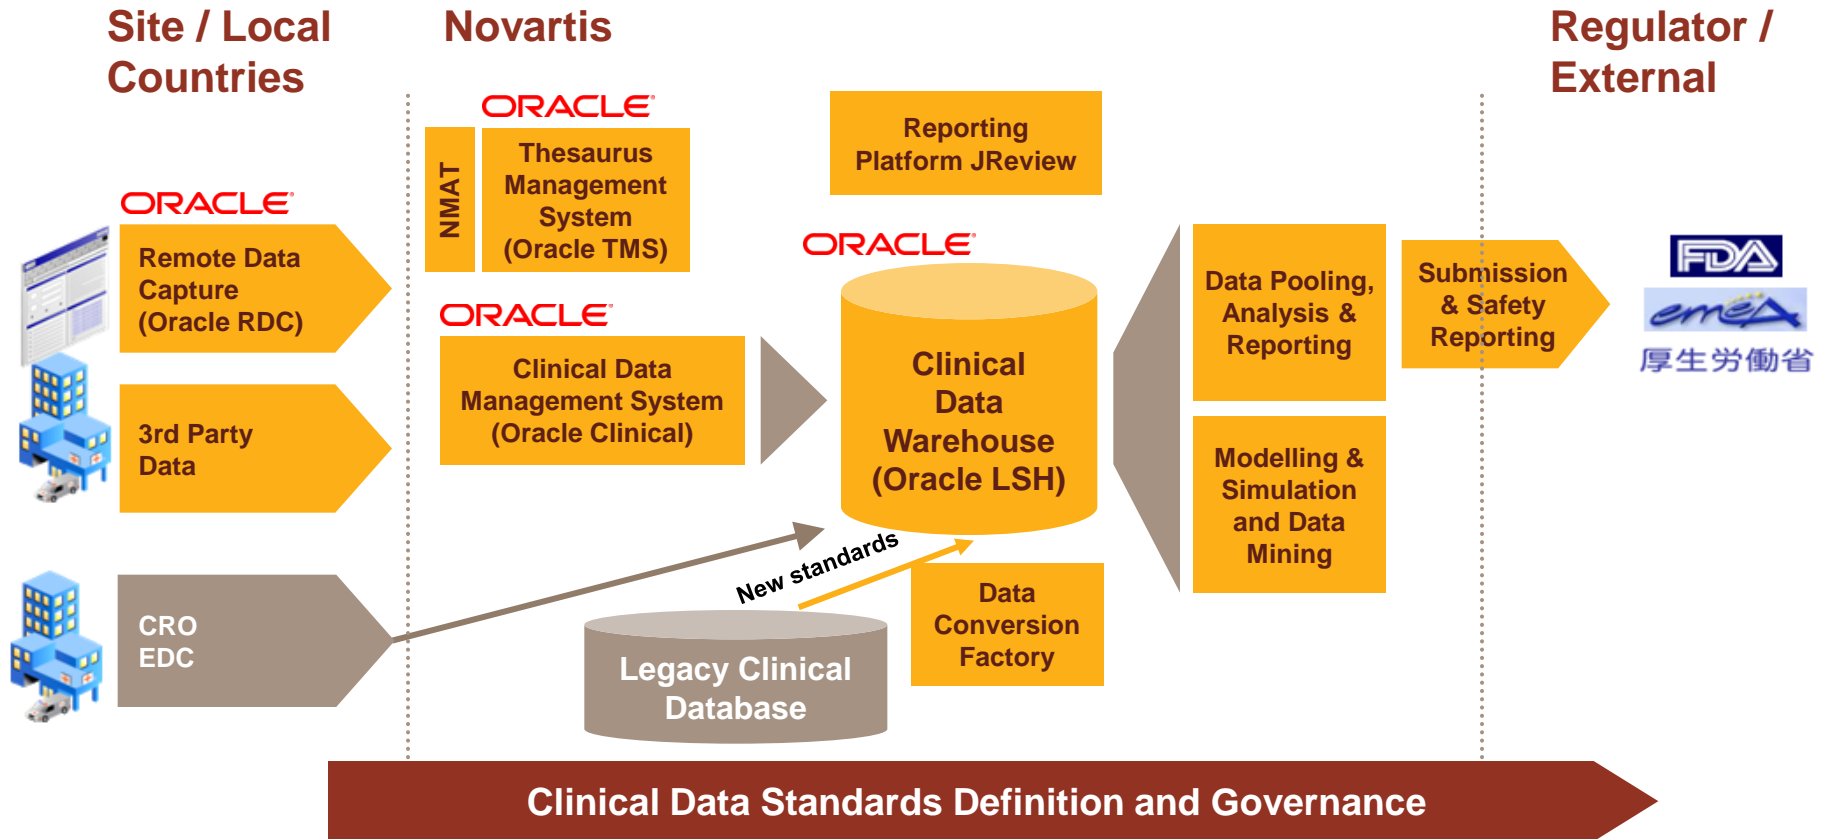 Site / Local
Countries
Novartis
Regulator /
External
ORACLE
Remote Data
Capture
(Oracle RDC)
3rd Party
Data
CRO
EDC
ORACLE
NMAT
Thesaurus
Management
System
(Oracle TMS)
ORACLE
Clinical Data
Management System
(Oracle Clinical)
Reporting
Platform JReview
ORACLE
Clinical
Data
Warehouse
(Oracle LSH)
New standards
Legacy Clinical
Database
Data
Conversion
Factory
Data Pooling,
Analysis &
Reporting
Modelling &
Simulation
and Data
Mining
Submission
& Safety
Reporting
FDA
emeA
厚生労働省
Clinical Data Standards Definition and Governance